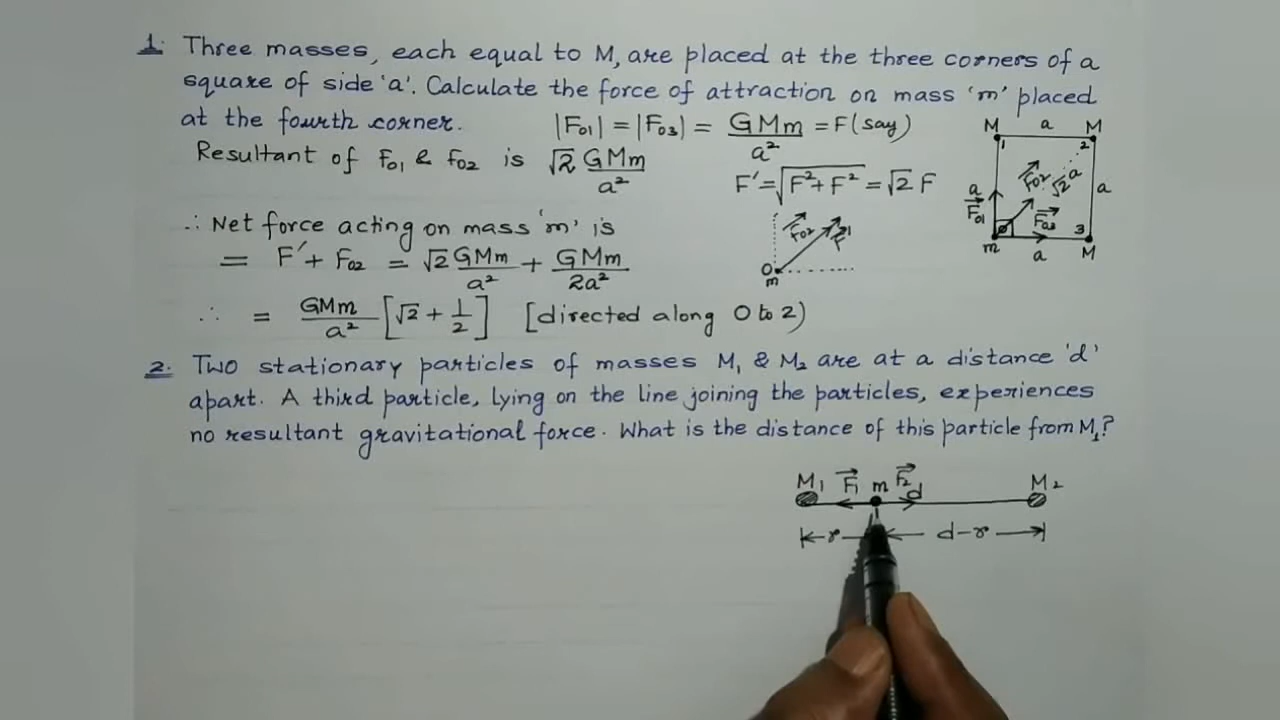 1. Three masses, each equal to M, are placed at the three corners of a
square of side 'a'. Calculate the force of attraction on mass 'm' placed
at the fourth corner.
|F₀₁| = |F₀₃| = GMm/a² = F (say)
Resultant of F₀₁ & F₀₂ is √2 GMm/a²
F' = √(F² + F²) = √2 F
M a M
1 2
a F₀₁ F₀₂ √2 a a
O F₀₃ 3
m a M
∴ Net force acting on mass 'm' is
= F' + F₀₂ = √2 GMm/a² + GMm/2a²
F₀₂ F'
O
m
∴ = GMm/a² [√2 + 1/2] [directed along O to 2)
2. Two stationary particles of masses M₁ & M₂ are at a distance 'd'
apart. A third particle, lying on the line joining the particles, experiences
no resultant gravitational force. What is the distance of this particle from M₁?
M₁ F₁ m F₂ d M₂
r d-r